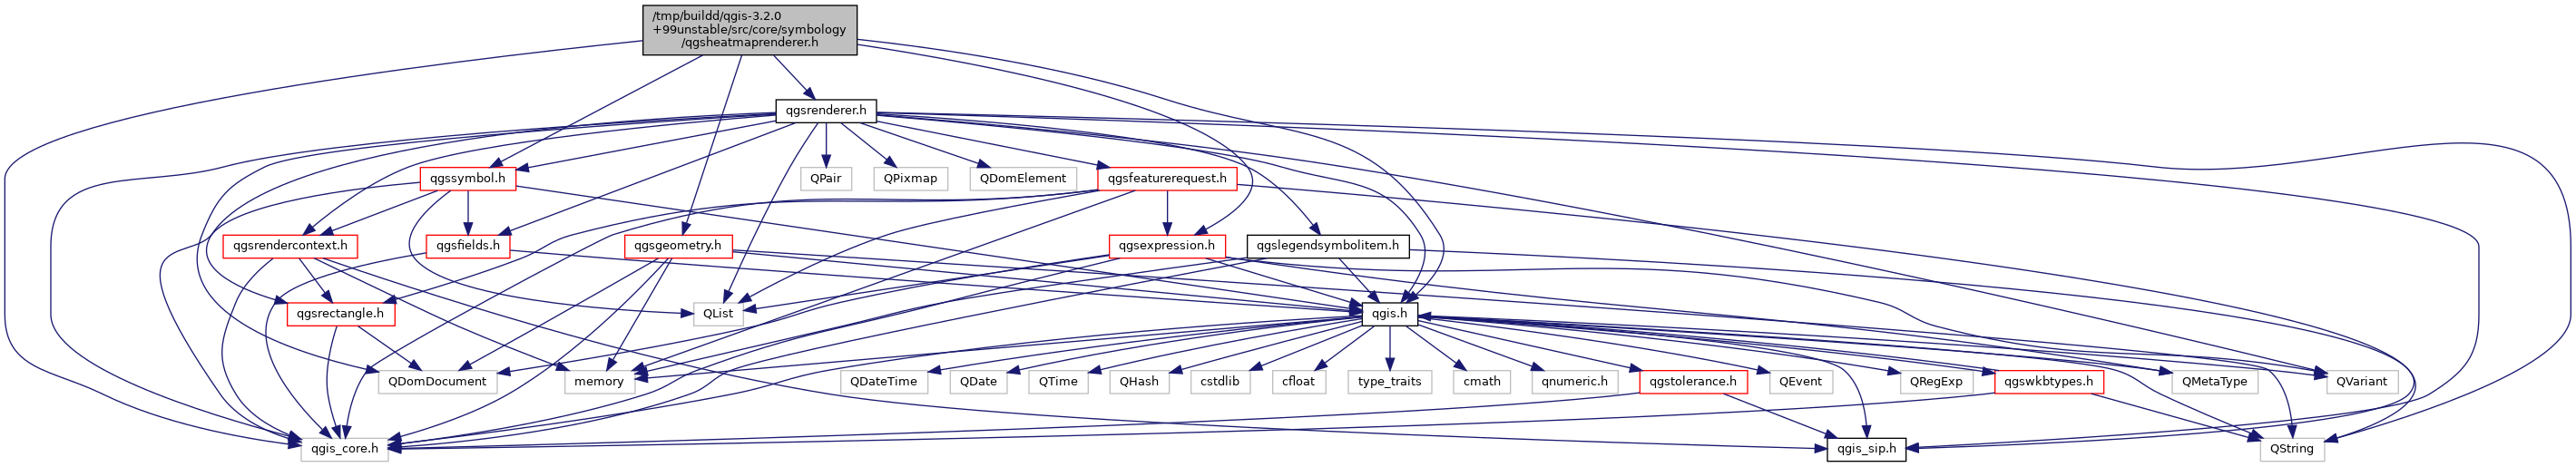 /tmp/buildd/qgis-3.2.0
+99unstable/src/core/symbology
/qgsheatmaprenderer.h
qgsrenderer.h
qgssymbol.h
QPair
QPixmap
QDomElement
qgsfeaturerequest.h
qgsrendercontext.h
qgsfields.h
qgsgeometry.h
qgsexpression.h
qgslegendsymbolitem.h
qgsrectangle.h
QList
qgis.h
QDomDocument
memory
QDateTime
QDate
QTime
QHash
cstdlib
cfloat
type_traits
cmath
qnumeric.h
qgstolerance.h
QEvent
QRegExp
qgswkbtypes.h
QMetaType
QVariant
qgis_core.h
qgis_sip.h
QString